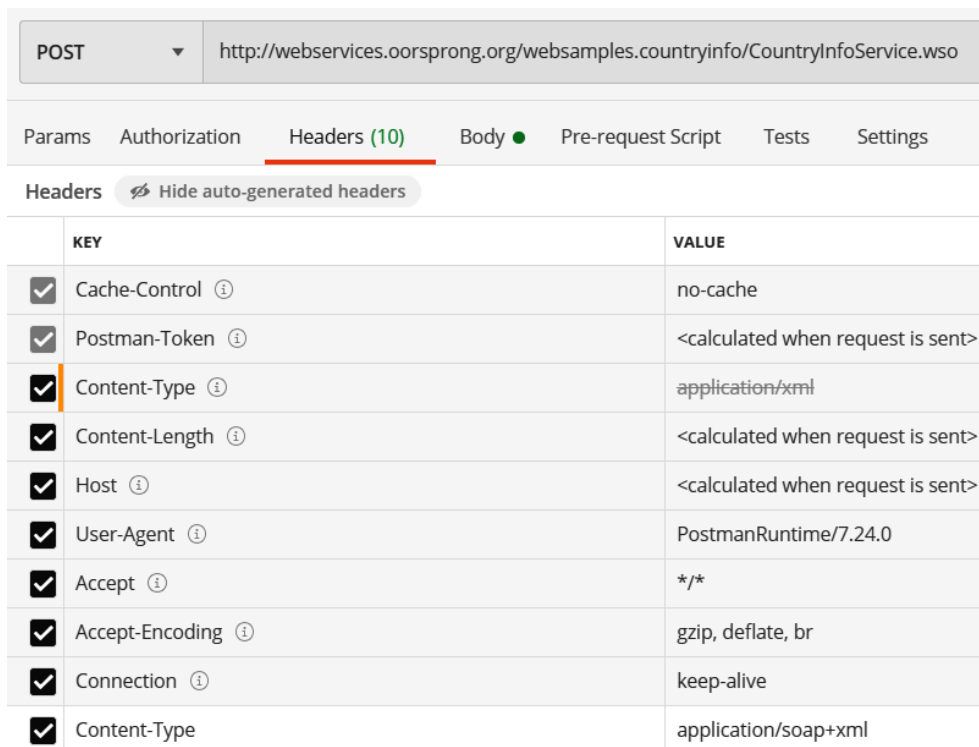 POST http://webservices.oorsprong.org/websamples.countryinfo/CountryInfoService.wso
Params Authorization Headers (10) Body Pre-request Script Tests Settings
Headers Hide auto-generated headers
KEY VALUE
Cache-Control no-cache
Postman-Token <calculated when request is sent>
Content-Type application/xml
Content-Length <calculated when request is sent>
Host <calculated when request is sent>
User-Agent PostmanRuntime/7.24.0
Accept */*
Accept-Encoding gzip, deflate, br
Connection keep-alive
Content-Type application/soap+xml